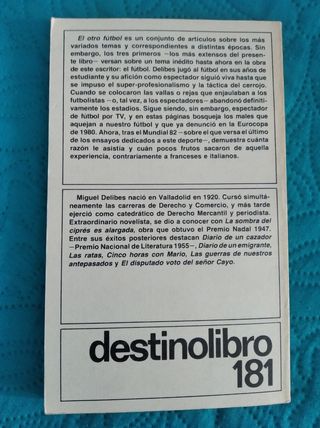 El otro fútbol es un conjunto de artículos sobre los más
variados temas y correspondientes a distintas épocas. Sin
embargo, los tres primeros —los más extensos del presen-
te libro— versan sobre un tema inédito hasta ahora en la obra
de este escritor: el fútbol. Delibes jugó al fútbol en sus años de
estudiante y su afición como espectador siguió viva hasta que
se impuso el super-profesionalismo y la táctica del cerrojo.
Cuando se colocaron las vallas o rejas que enjaulaban a los
futbolistas —o, tal vez, a los espectadores— abandonó definiti-
vamente los estadios. Sigue siendo, sin embargo, espectador
de fútbol por TV, y en estas páginas bosqueja los males que
aquejan a nuestro fútbol y que ya denunció en la Eurocopa
de 1980. Ahora, tras el Mundial 82 —sobre el que versa el último
de los ensayos dedicados a este deporte—, demuestra cuánta
razón le asistía y cuán pocos frutos sacaron de aquella
experiencia, contrariamente a franceses e italianos.
Miguel Delibes nació en Valladolid en 1920. Cursó simultá-
neamente las carreras de Derecho y Comercio, y más tarde
ejerció como catedrático de Derecho Mercantil y periodista.
Extraordinario novelista, se dio a conocer con La sombra del
ciprés es alargada, obra que obtuvo el Premio Nadal 1947.
Entre sus éxitos posteriores destacan Diario de un cazador
—Premio Nacional de Literatura 1955—, Diario de un emigrante,
Las ratas, Cinco horas con Mario, Las guerras de nuestros
antepasados y El disputado voto del señor Cayo.
destinolibro
181